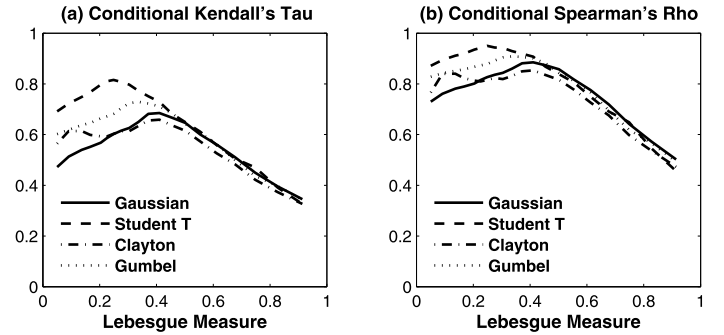 (a) Conditional Kendall's Tau
1
0.8
0.6
0.4
0.2
0
Gaussian
Student T
Clayton
Gumbel
0 0.2 0.4 0.6 0.8 1
Lebesgue Measure
(b) Conditional Spearman's Rho
1
0.8
0.6
0.4
0.2
0
Gaussian
Student T
Clayton
Gumbel
0 0.2 0.4 0.6 0.8 1
Lebesgue Measure